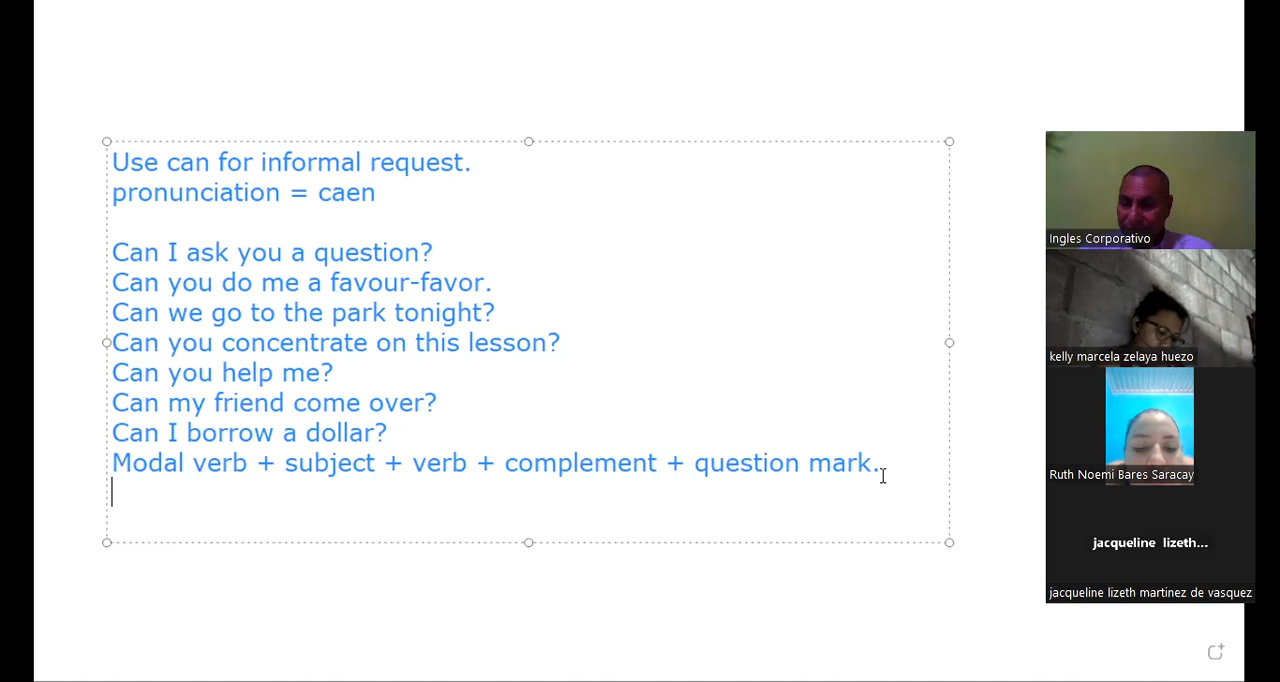 Use can for informal request.
pronunciation = caen
Can I ask you a question?
Can you do me a favour-favor.
Can we go to the park tonight?
Can you concentrate on this lesson?
Can you help me?
Can my friend come over?
Can I borrow a dollar?
Modal verb + subject + verb + complement + question mark.
Ingles Corporativo
kelly marcela zelaya huezo
Ruth Noemi Bares Saracay
jacqueline lizeth...
jacqueline lizeth martinez de vasquez